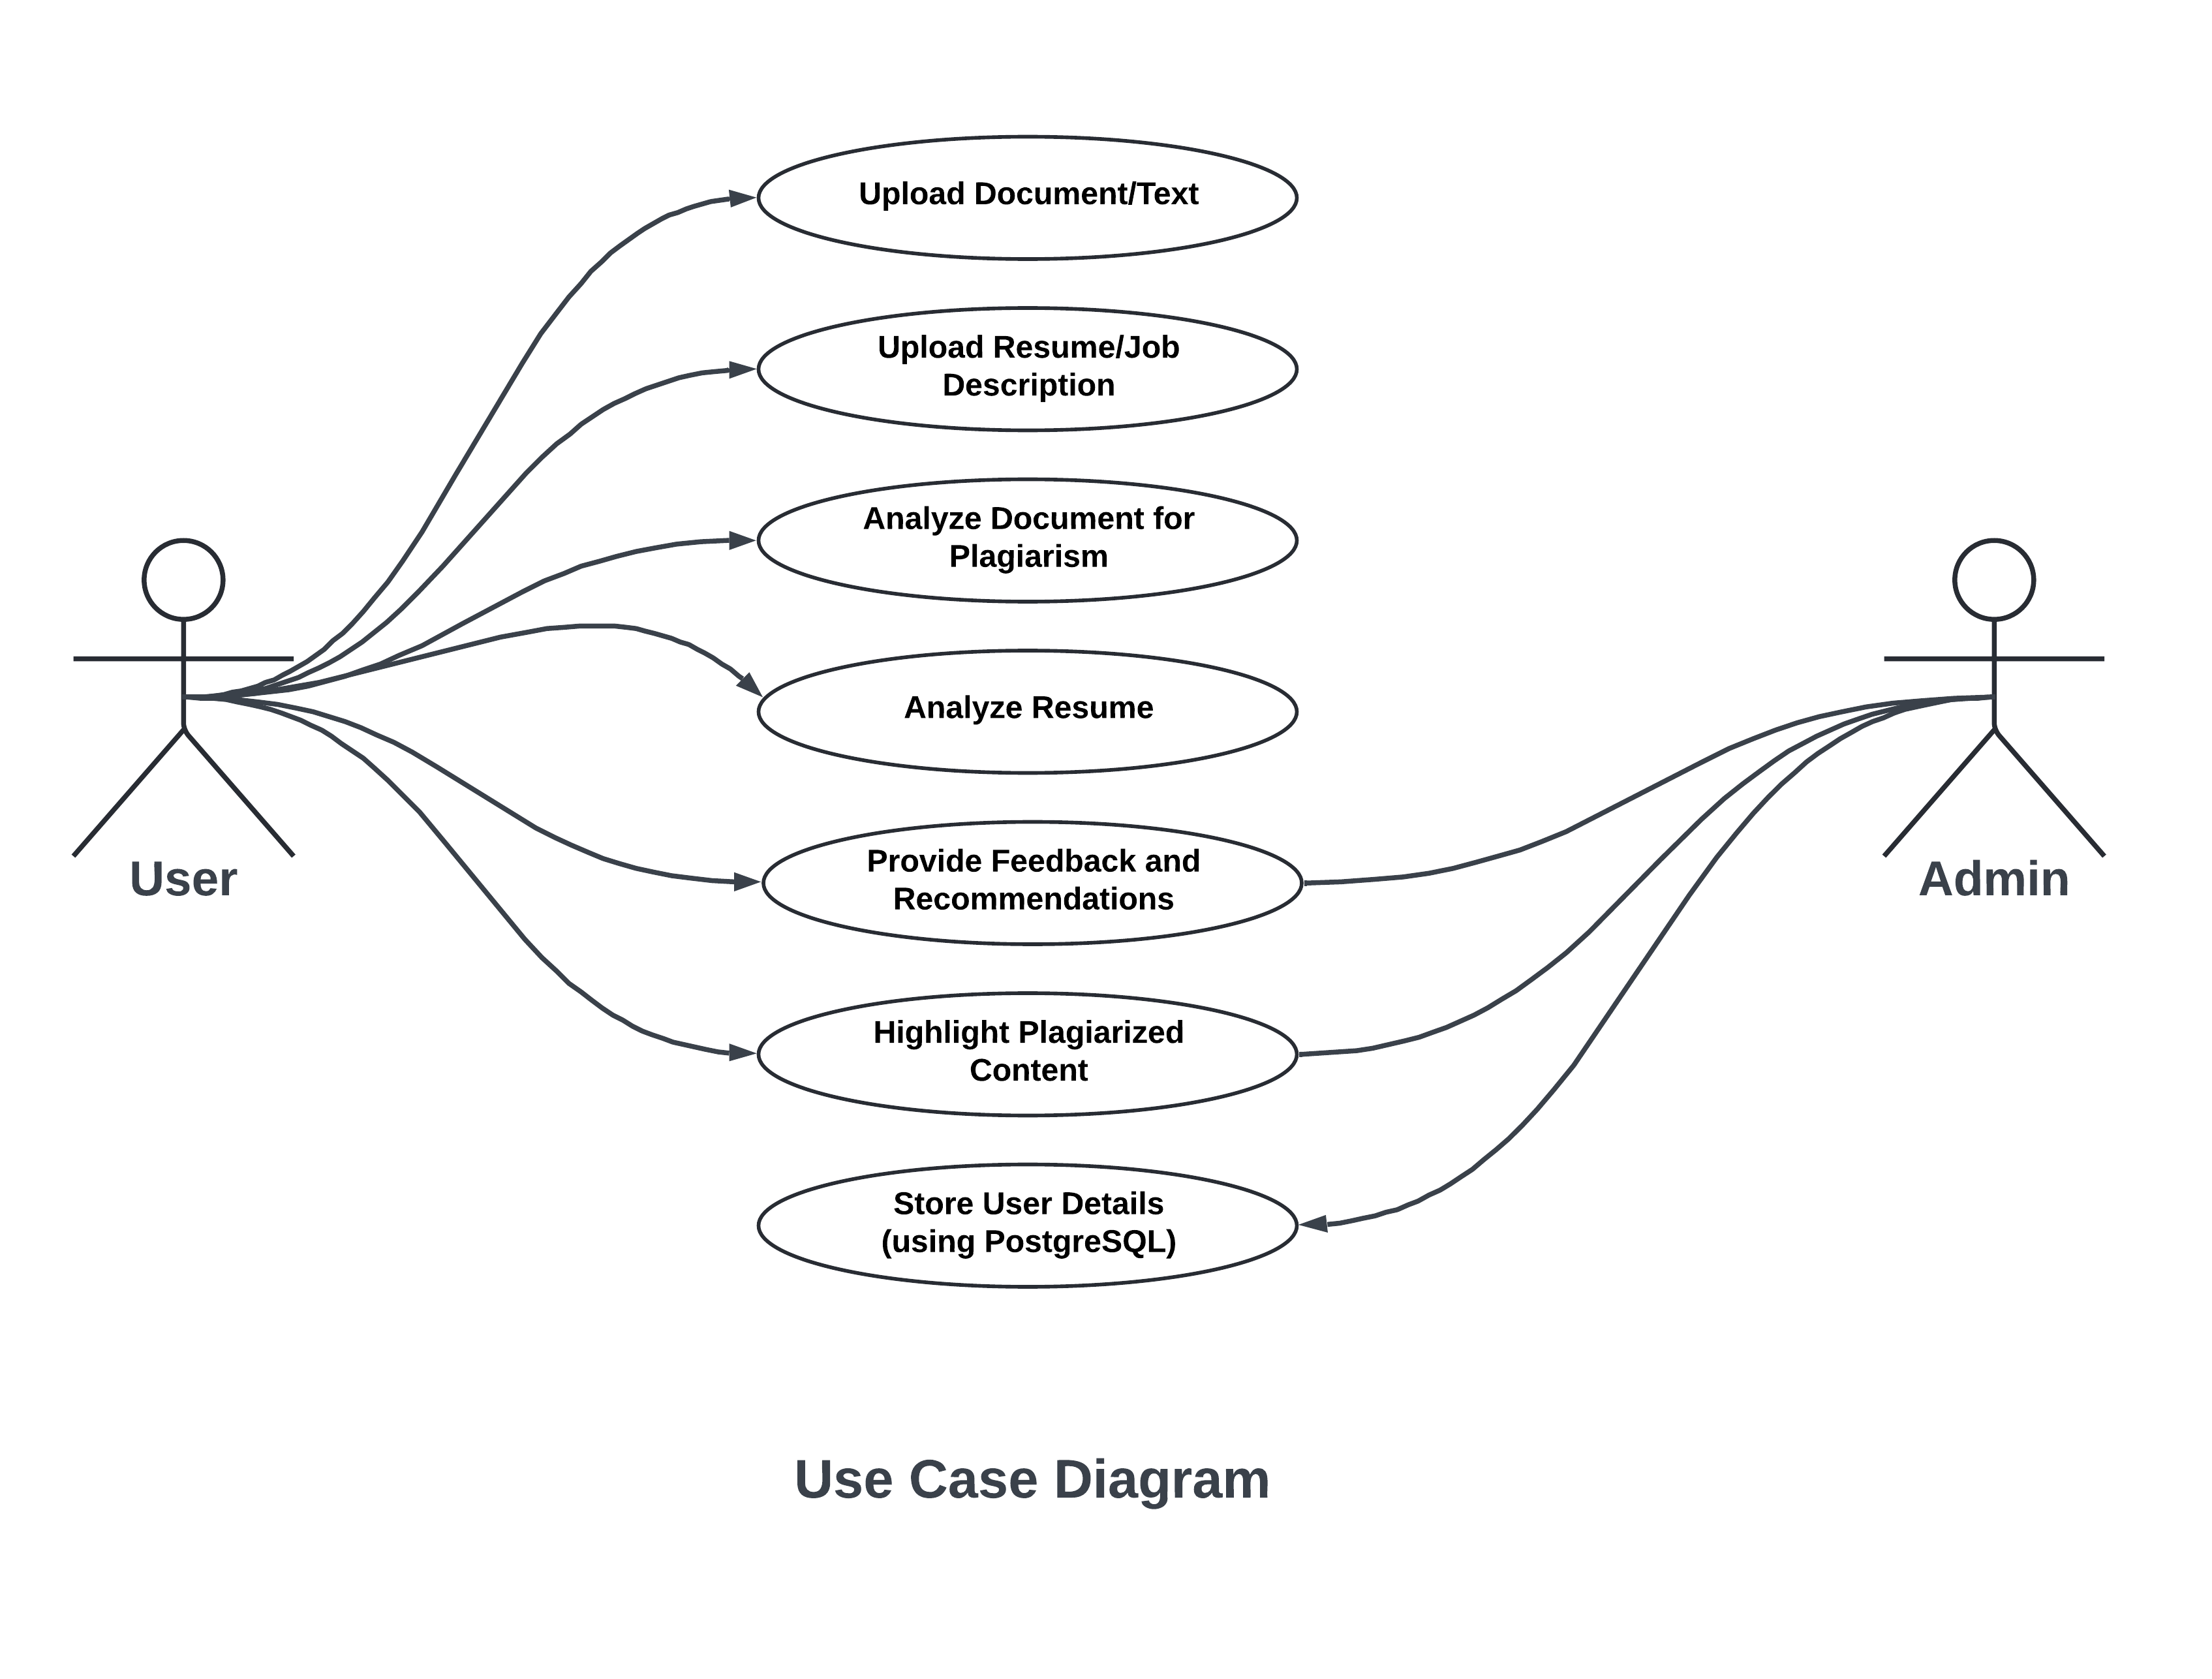 Upload Document/Text
Upload Resume/Job
Description
Analyze Document for
Plagiarism
Analyze Resume
Provide Feedback and
Recommendations
User
Admin
Highlight Plagiarized
Content
Store User Details
(using PostgreSQL)
Use Case Diagram